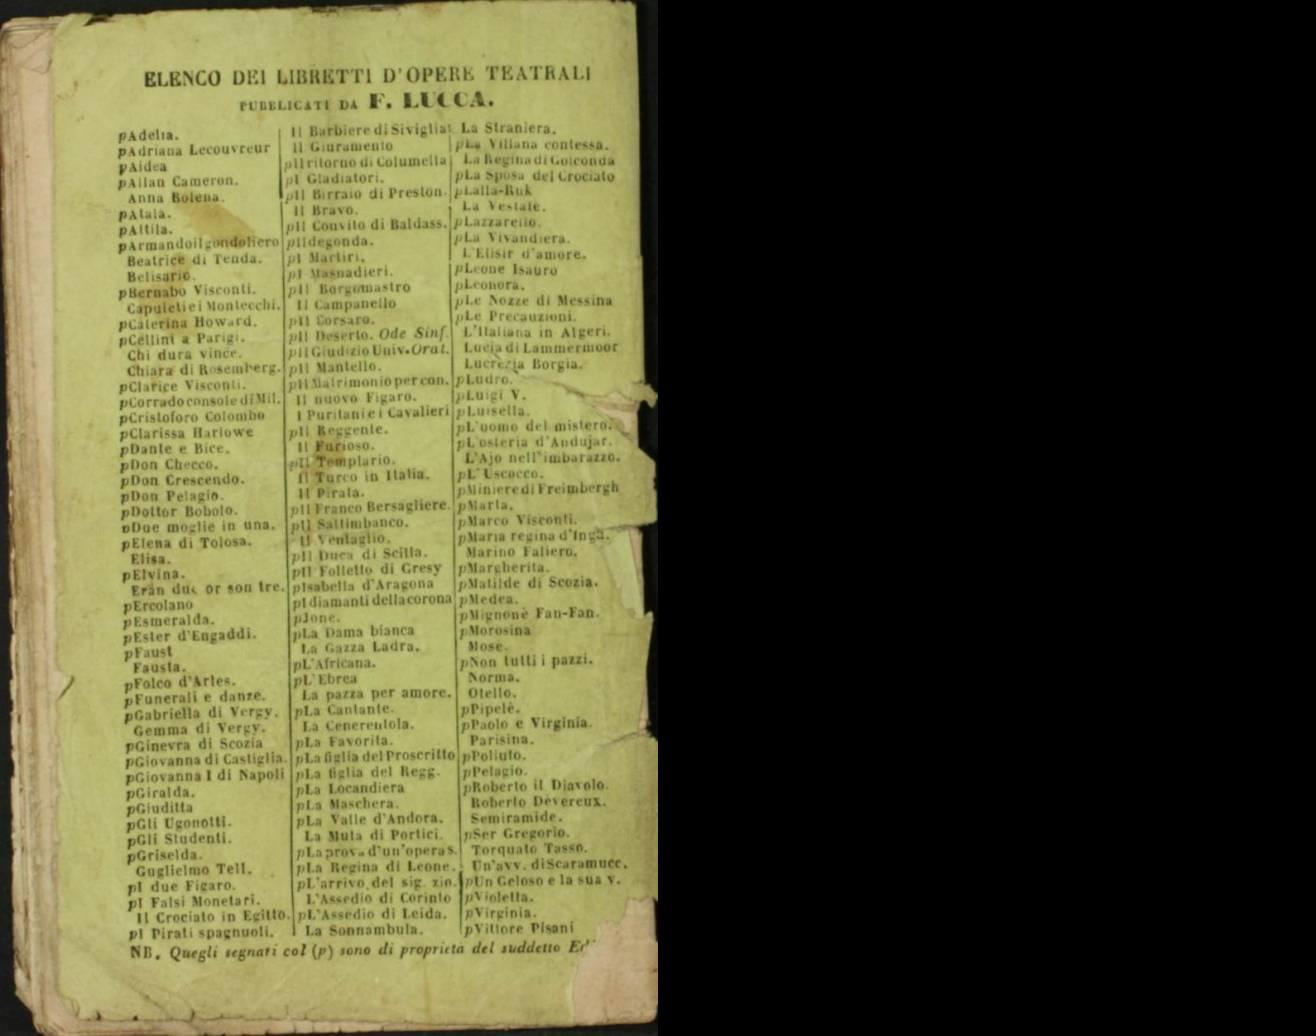 ELENCO DEI LIBRETTI D'OPERE TEATRALI
PUBBLICATI DA F. LUCCA.
pAdelia.
pAdriana Lecouvreur
pAidea
pAllan Cameron.
Anna Bolena.
pAtala.
pAttila.
pArmando il gondoliero
Beatrice di Tenda.
Belisario.
pBernabo Visconti.
Capuleti e i Montecchi.
pCaterina Howard.
pCellini a Parigi.
Chi dura vince.
Chiara di Rosemberg.
pClarice Visconti.
pCorrado console di Mil.
pCristoforo Colombo
pClarissa Harlowe
pDante e Bice.
pDon Checco.
pDon Crescendo.
pDon Pelagio.
pDottor Bobolo.
pDue moglie in una.
pElena di Tolosa.
Elisa.
pElvina.
Eran due or son tre.
pErcolano
pEsmeralda.
pEster d'Engaddi.
pFaust
Fausta.
pFolco d'Arles.
pFunerali e danze.
pGabriella di Vergy.
Gemma di Vergy.
pGinevra di Scozia
pGiovanna di Castiglia.
pGiovanna I di Napoli
pGiralda.
pGiuditta
pGli Ugonotti.
pGli Studenti.
pGriselda.
Guglielmo Tell.
pI due Figaro.
pI Falsi Monetari.
Il Crociato in Egitto.
pI Pirati spagnuoli.
Il Barbiere di Siviglia
Il Giuramento
pIl ritorno di Columella
pI Gladiatori.
pIl Birraio di Preston.
Il Bravo.
pIl Convito di Baldass.
pIldegonda.
pI Martiri.
pI Masnadieri.
pIl Borgomastro
Il Campanello
pIl Corsaro.
pIl Deserto. Ode Sinf.
pIl Giudizio Univ. Orat.
pIl Mantello.
pIl Matrimonio per con.
Il nuovo Figaro.
I Puritani e i Cavalieri
pIl Reggente.
Il Furioso.
pIl Templario.
Il Turco in Italia.
Il Pirata.
pIl Franco Bersagliere.
pIl Saltimbanco.
Il Ventaglio.
pIl Duca di Scilla.
pIl Folletto di Gresy
pIsabella d'Aragona
pI diamanti della corona
pJone.
pLa Dama bianca
La Gazza Ladra.
pL'Africana.
pL'Ebrea
La pazza per amore.
pLa Cantante.
La Cenerentola.
pLa Favorita.
pLa figlia del Proscritto
pLa figlia del Regg.
pLa Locandiera
pLa Maschera.
pLa Valle d'Andora.
La Muta di Portici.
pLa prova d'un'opera s.
pLa Regina di Leone.
pL'arrivo del sig. zio.
L'Assedio di Corinto
pL'Assedio di Leida.
La Sonnambula.
La Straniera.
pLa Villana contessa.
La Regina di Golconda
pLa Sposa del Crociato
pLalla-Ruk
La Vestale.
pLazzarello.
pLa Vivandiera.
L'Elisir d'amore.
pLeone Isauro
pLeonora.
pLe Nozze di Messina
pLe Precauzioni.
L'Italiana in Algeri.
Lucia di Lammermoor
Lucrezia Borgia.
pLudro.
pLuigi V.
pLuisella.
pL'uomo del mistero.
pL'osteria d'Andujar.
L'Ajo nell'imbarazzo.
pL'Uscocco.
pMiniere di Freimbergh
pMarta.
pMarco Visconti.
pMaria regina d'Ing.
Marino Faliero.
pMargherita.
pMatilde di Scozia.
pMedea.
pMignonè Fan-Fan.
pMorosina
Mosè.
pNon tutti i pazzi.
Norma.
Otello.
pPipelè.
pPaolo e Virginia.
Parisina.
pPoliuto.
pPelagio.
pRoberto il Diavolo.
Roberto Devereux.
Semiramide.
pSer Gregorio.
Torquato Tasso.
Un'avv. di Scaramucc.
pUn Geloso e la sua v.
pVioletta.
pVirginia.
pVittore Pisani
NB. Quegli segnati col (p) sono di proprietà del suddetto